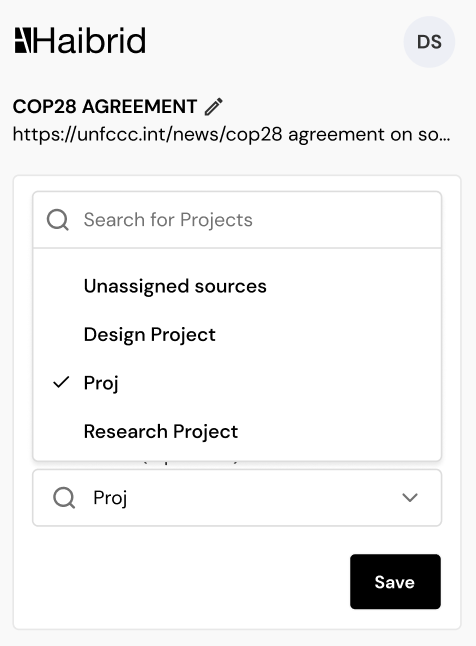 Haibrid
DS
COP28 AGREEMENT
https://unfccc.int/news/cop28 agreement on so...
Search for Projects
Unassigned sources
Design Project
Proj
Research Project
Proj
Save